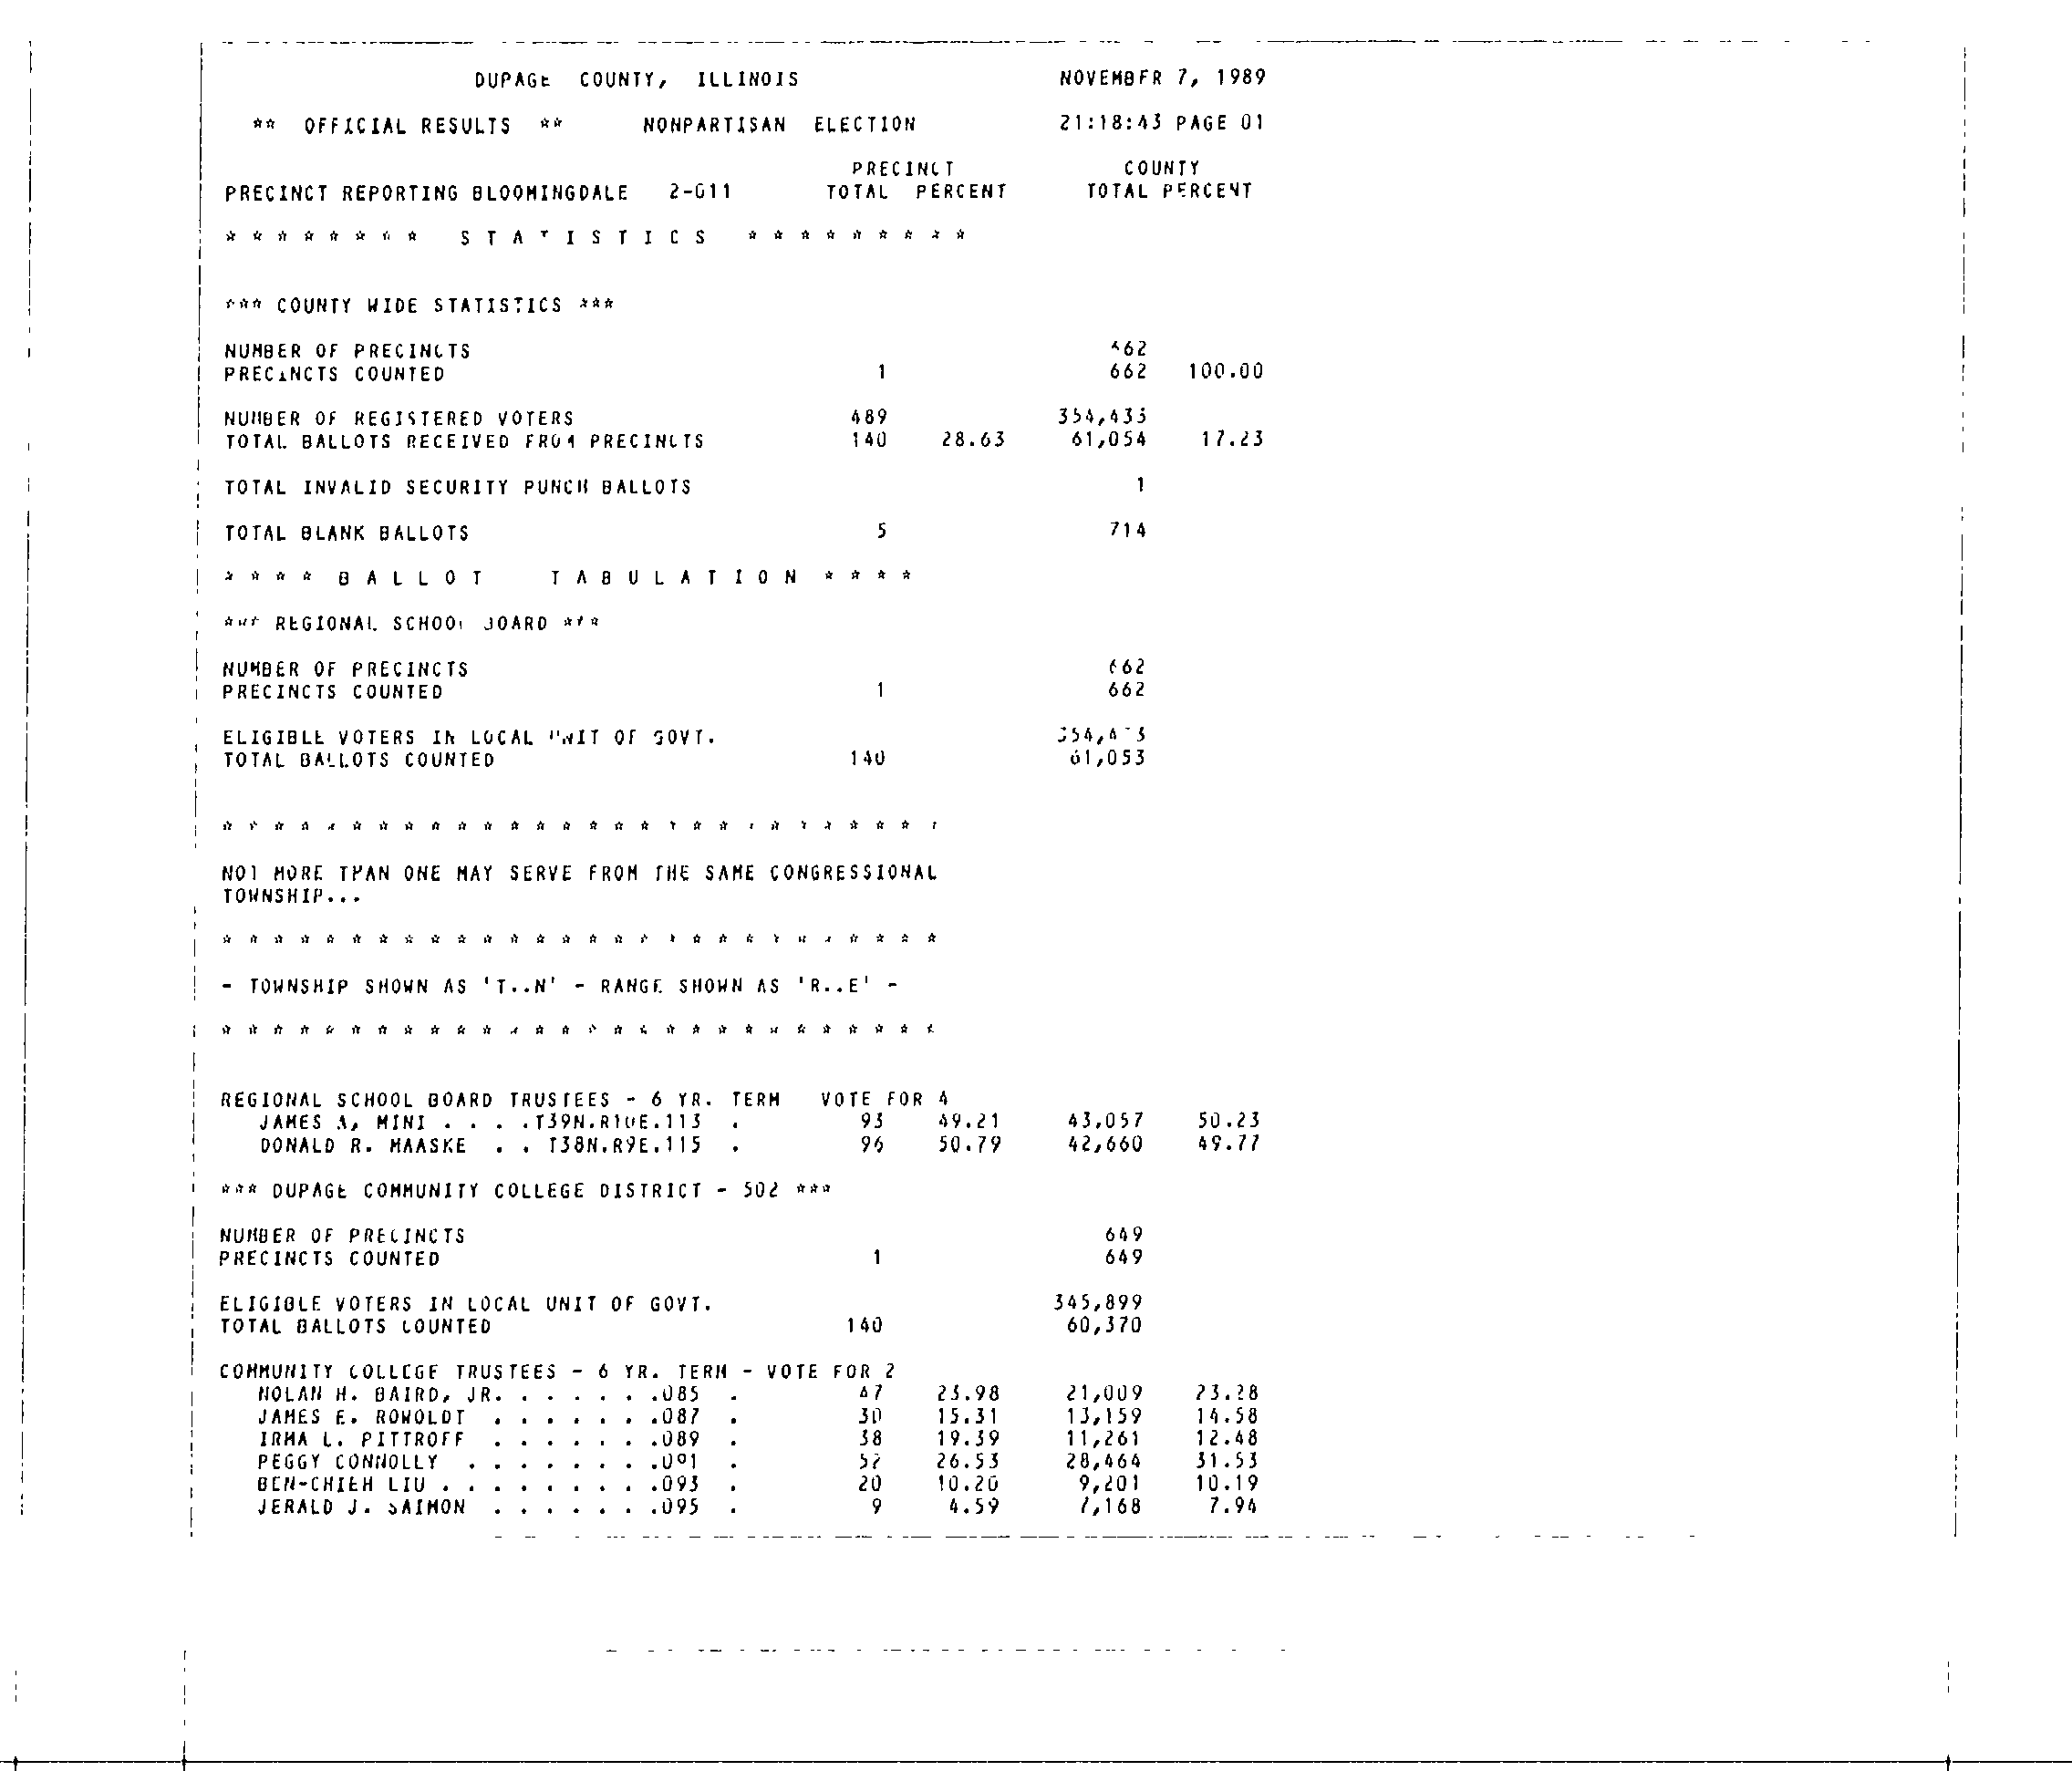 DUPAGE COUNTY, ILLINOIS NOVEMBER 7, 1989
** OFFICIAL RESULTS ** NONPARTISAN ELECTION 21:18:43 PAGE 01
PRECINCT COUNTY
PRECINCT REPORTING BLOOMINGDALE 2-011 TOTAL PERCENT TOTAL PERCENT
* * * * * * * * S T A T I S T I C S * * * * * * * * *
*** COUNTY WIDE STATISTICS ***
NUMBER OF PRECINCTS 662
PRECINCTS COUNTED 1 662 100.00
NUMBER OF REGISTERED VOTERS 489 354,433
TOTAL BALLOTS RECEIVED FROM PRECINCTS 140 28.63 61,054 17.23
TOTAL INVALID SECURITY PUNCH BALLOTS 1
TOTAL BLANK BALLOTS 5 714
* * * * B A L L O T T A B U L A T I O N * * * *
*** REGIONAL SCHOOL BOARD ***
NUMBER OF PRECINCTS 662
PRECINCTS COUNTED 1 662
ELIGIBLE VOTERS IN LOCAL UNIT OF GOVT.
TOTAL BALLOTS COUNTED 140 61,053
* * * * * * * * * * * * * * * * * * * * * * * * * * * *
NOT MORE THAN ONE MAY SERVE FROM THE SAME CONGRESSIONAL
TOWNSHIP...
* * * * * * * * * * * * * * * * * * * * * * * * * * * *
- TOWNSHIP SHOWN AS 'T..N' - RANGE SHOWN AS 'R..E' -
* * * * * * * * * * * * * * * * * * * * * * * * * * * *
REGIONAL SCHOOL BOARD TRUSTEES - 6 YR. TERM VOTE FOR 4
JAMES A, MINI . . . .T39N.R10E.113 . 93 49.21 43,057 50.23
DONALD R. MAASKE . . T38N.R9E.115 . 96 50.79 42,660 49.77
*** DUPAGE COMMUNITY COLLEGE DISTRICT - 502 ***
NUMBER OF PRECINCTS 649
PRECINCTS COUNTED 1 649
ELIGIBLE VOTERS IN LOCAL UNIT OF GOVT. 345,899
TOTAL BALLOTS COUNTED 140 60,370
COMMUNITY COLLEGE TRUSTEES - 6 YR. TERM - VOTE FOR 2
NOLAN H. BAIRD, JR. . . . . . .085 . 47 23.98 21,009 23.28
JAMES E. ROWOLDT . . . . . . .087 . 30 15.31 13,159 14.58
IRMA L. PITTROFF . . . . . . .089 . 38 19.39 11,261 12.48
PEGGY CONNOLLY . . . . . . . .091 . 52 26.53 28,464 31.53
BEN-CHIEH LIU . . . . . . . . .093 . 20 10.20 9,201 10.19
JERALD J. SAIMON . . . . . . .095 . 9 4.59 7,168 7.94